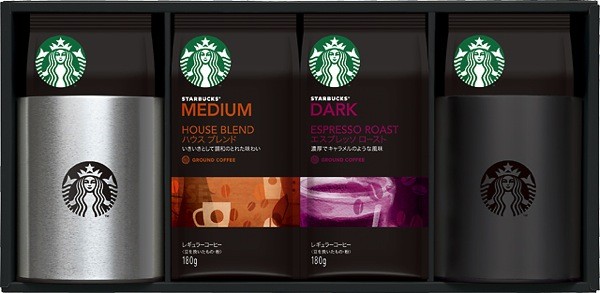 STARBUCKS®
MEDIUM
HOUSE BLEND
ハウス ブレンド
いきいきとして調和のとれた味わい
GROUND COFFEE
レギュラーコーヒー
(豆を挽いたもの・粉)
180g
STARBUCKS®
DARK
ESPRESSO ROAST
エスプレッソ ロースト
濃厚でキャラメルのような風味
GROUND COFFEE
レギュラーコーヒー
(豆を挽いたもの・粉)
180g